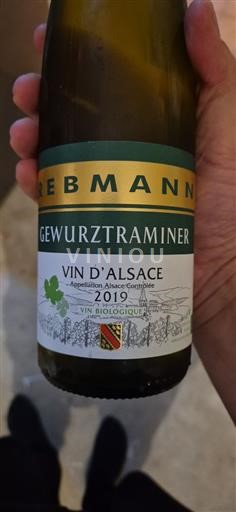 REBMANN
GEWURZTRAMINER
VINIOU
VIN D'ALSACE
Appellation Alsace Contrôlée
2019
VIN BIOLOGIQUE